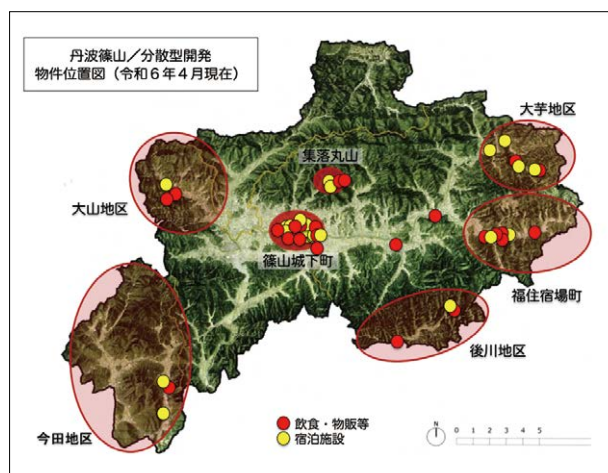 丹波篠山／分散型開発
物件位置図（令和６年４月現在）
大芋地区
集落丸山
大山地区
篠山城下町
福住宿場町
後川地区
今田地区
飲食・物販等
宿泊施設
N
0 1 2 3 4 5